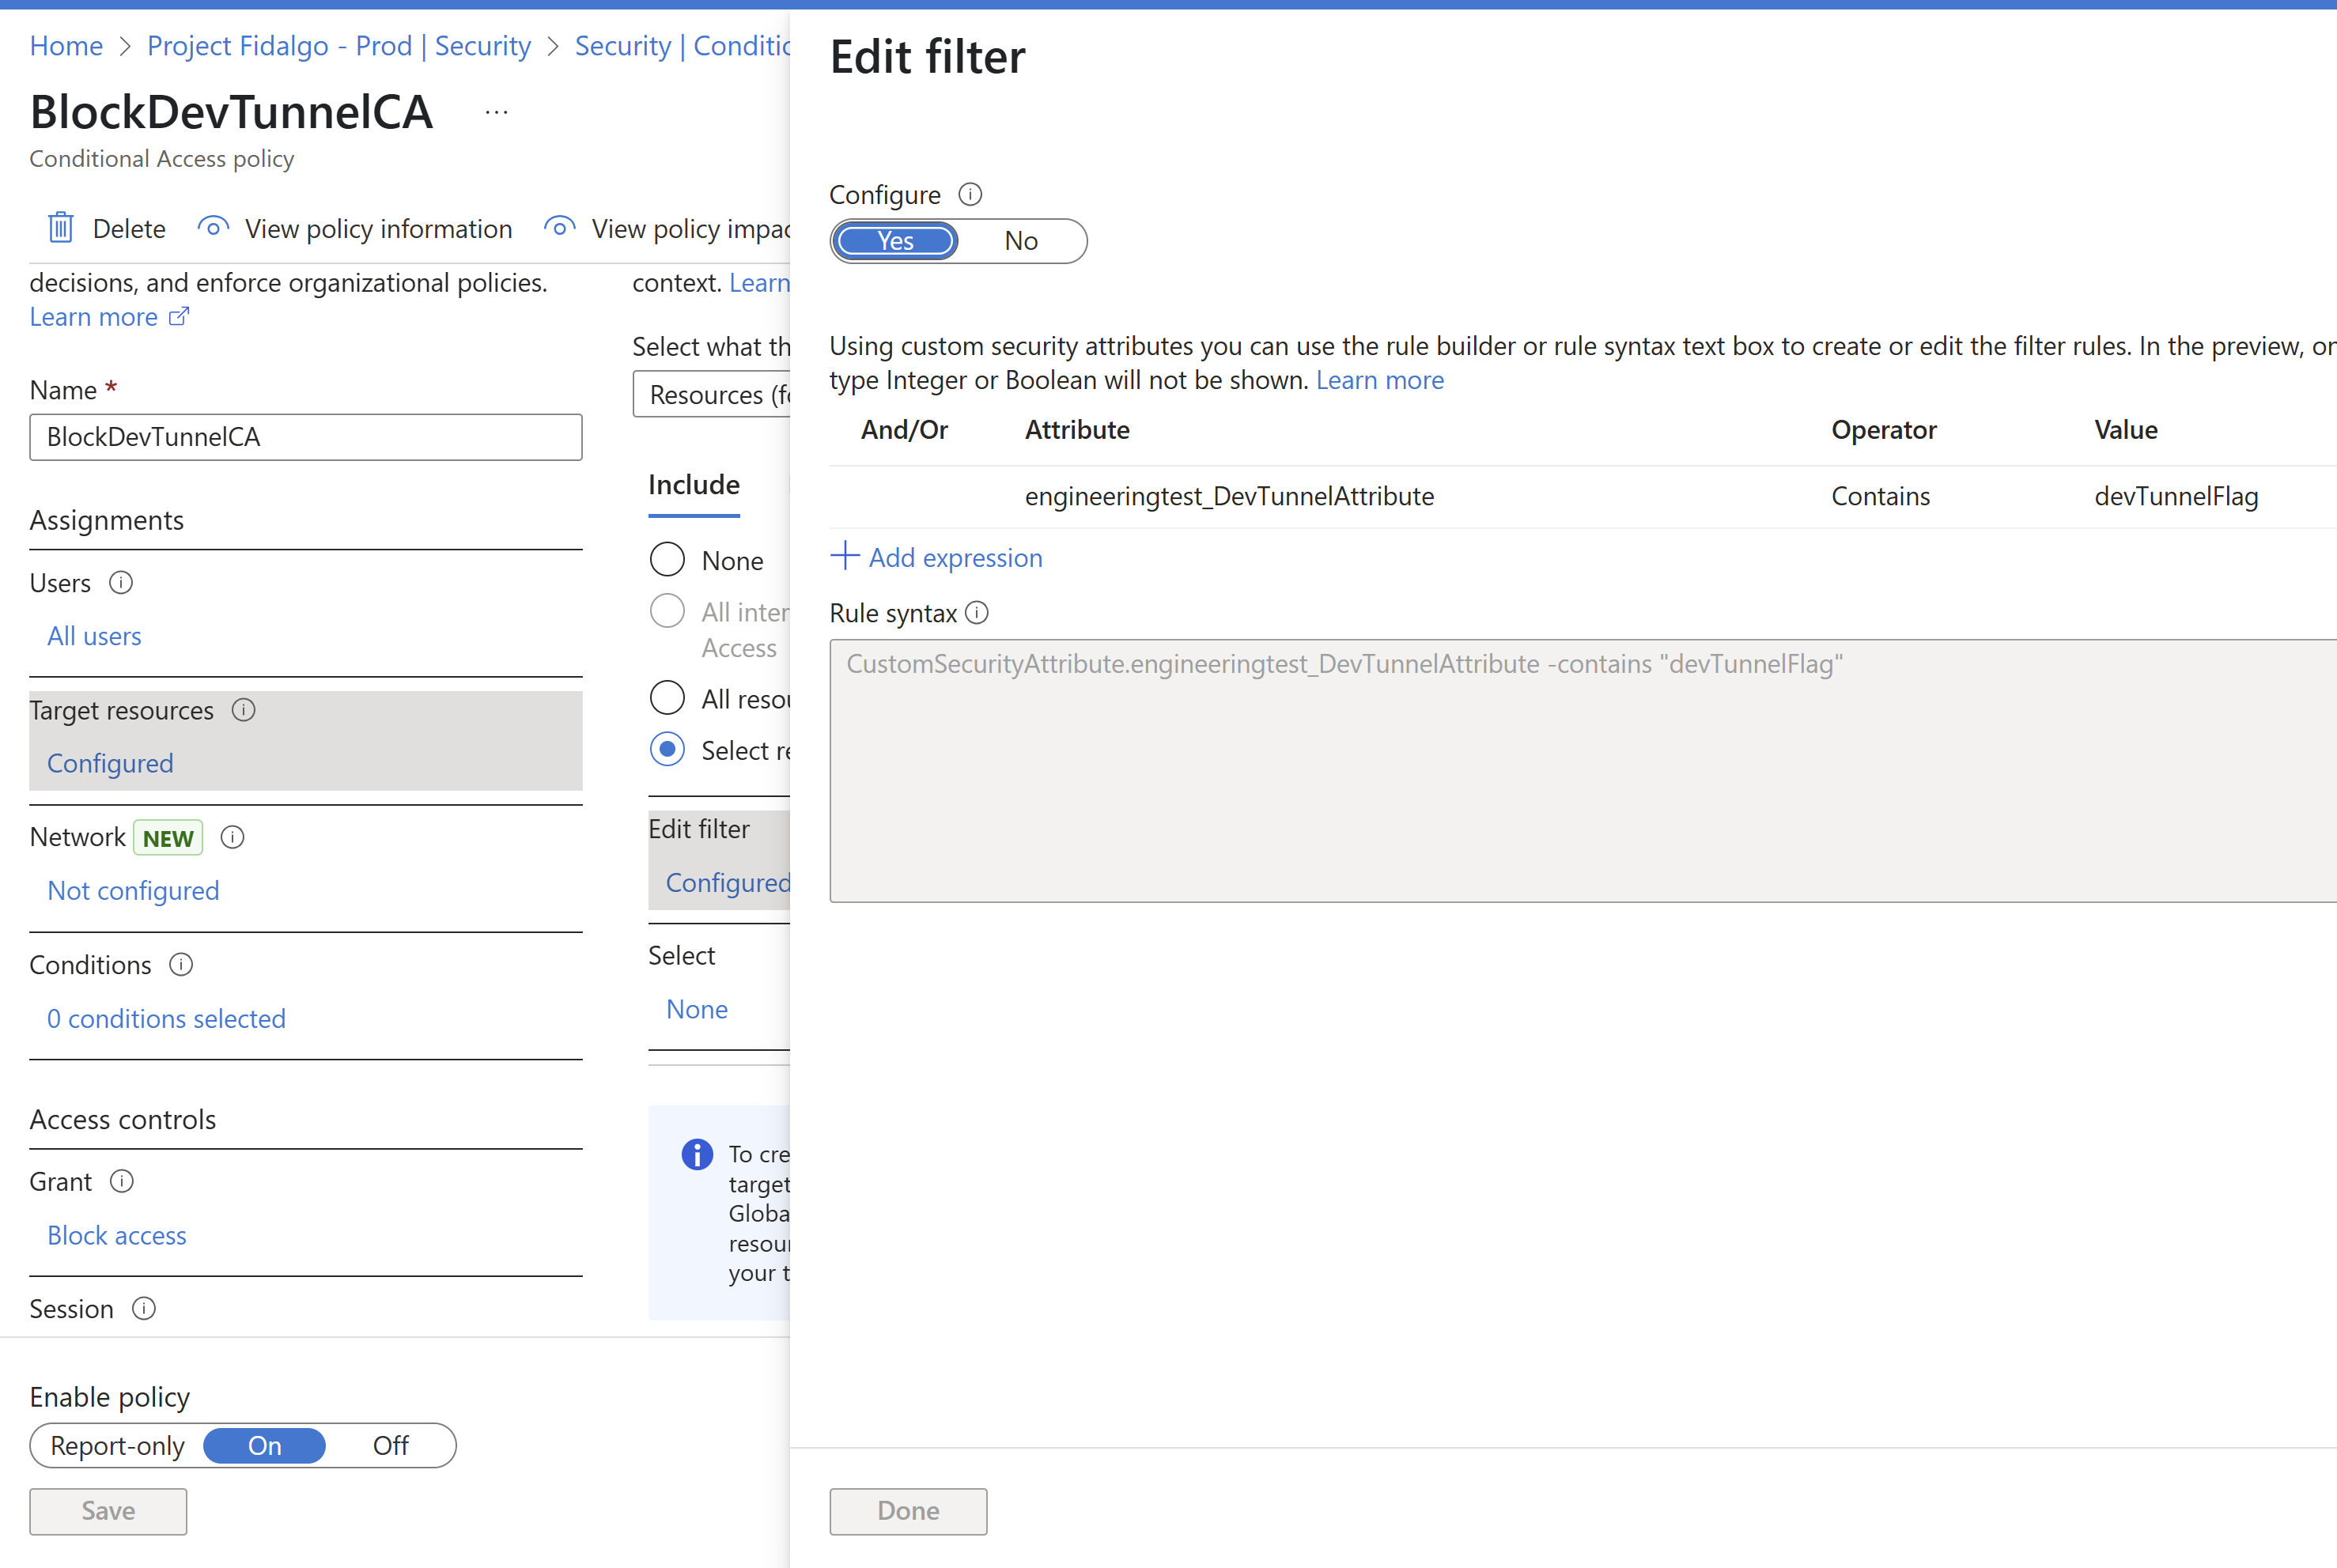 Home > Project Fidalgo - Prod | Security > Security | Conditio
BlockDevTunnelCA ...
Conditional Access policy
Delete
View policy information
View policy impac
decisions, and enforce organizational policies.
Learn more
Name *
BlockDevTunnelCA
Assignments
Users
All users
Target resources
Configured
Network NEW
Not configured
Conditions
0 conditions selected
Access controls
Grant
Block access
Session
Enable policy
Report-only On Off
Save
context. Learn
Select what th
Resources (fo
Include
None
All inter
Access
All resou
Select re
Edit filter
Configured
Select
None
To cre
target
Globa
resour
your t
Edit filter
Configure
Yes No
Using custom security attributes you can use the rule builder or rule syntax text box to create or edit the filter rules. In the preview, on
type Integer or Boolean will not be shown. Learn more
And/Or Attribute Operator Value
engineeringtest_DevTunnelAttribute Contains devTunnelFlag
Add expression
Rule syntax
CustomSecurityAttribute.engineeringtest_DevTunnelAttribute -contains "devTunnelFlag"
Done